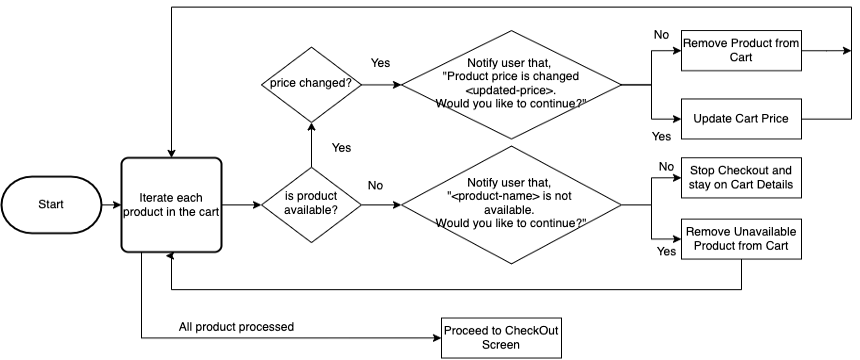 No
Remove Product from
Cart
Yes
Notify user that,
"Product price is changed
<updated-price>.
Would you like to continue?"
price changed?
Update Cart Price
Yes
Yes
Start
Iterate each
product in the cart
is product
available?
No
Notify user that,
"<product-name> is not
available.
Would you like to continue?"
No
Stop Checkout and
stay on Cart Details
Yes
Remove Unavailable
Product from Cart
All product processed
Proceed to CheckOut
Screen